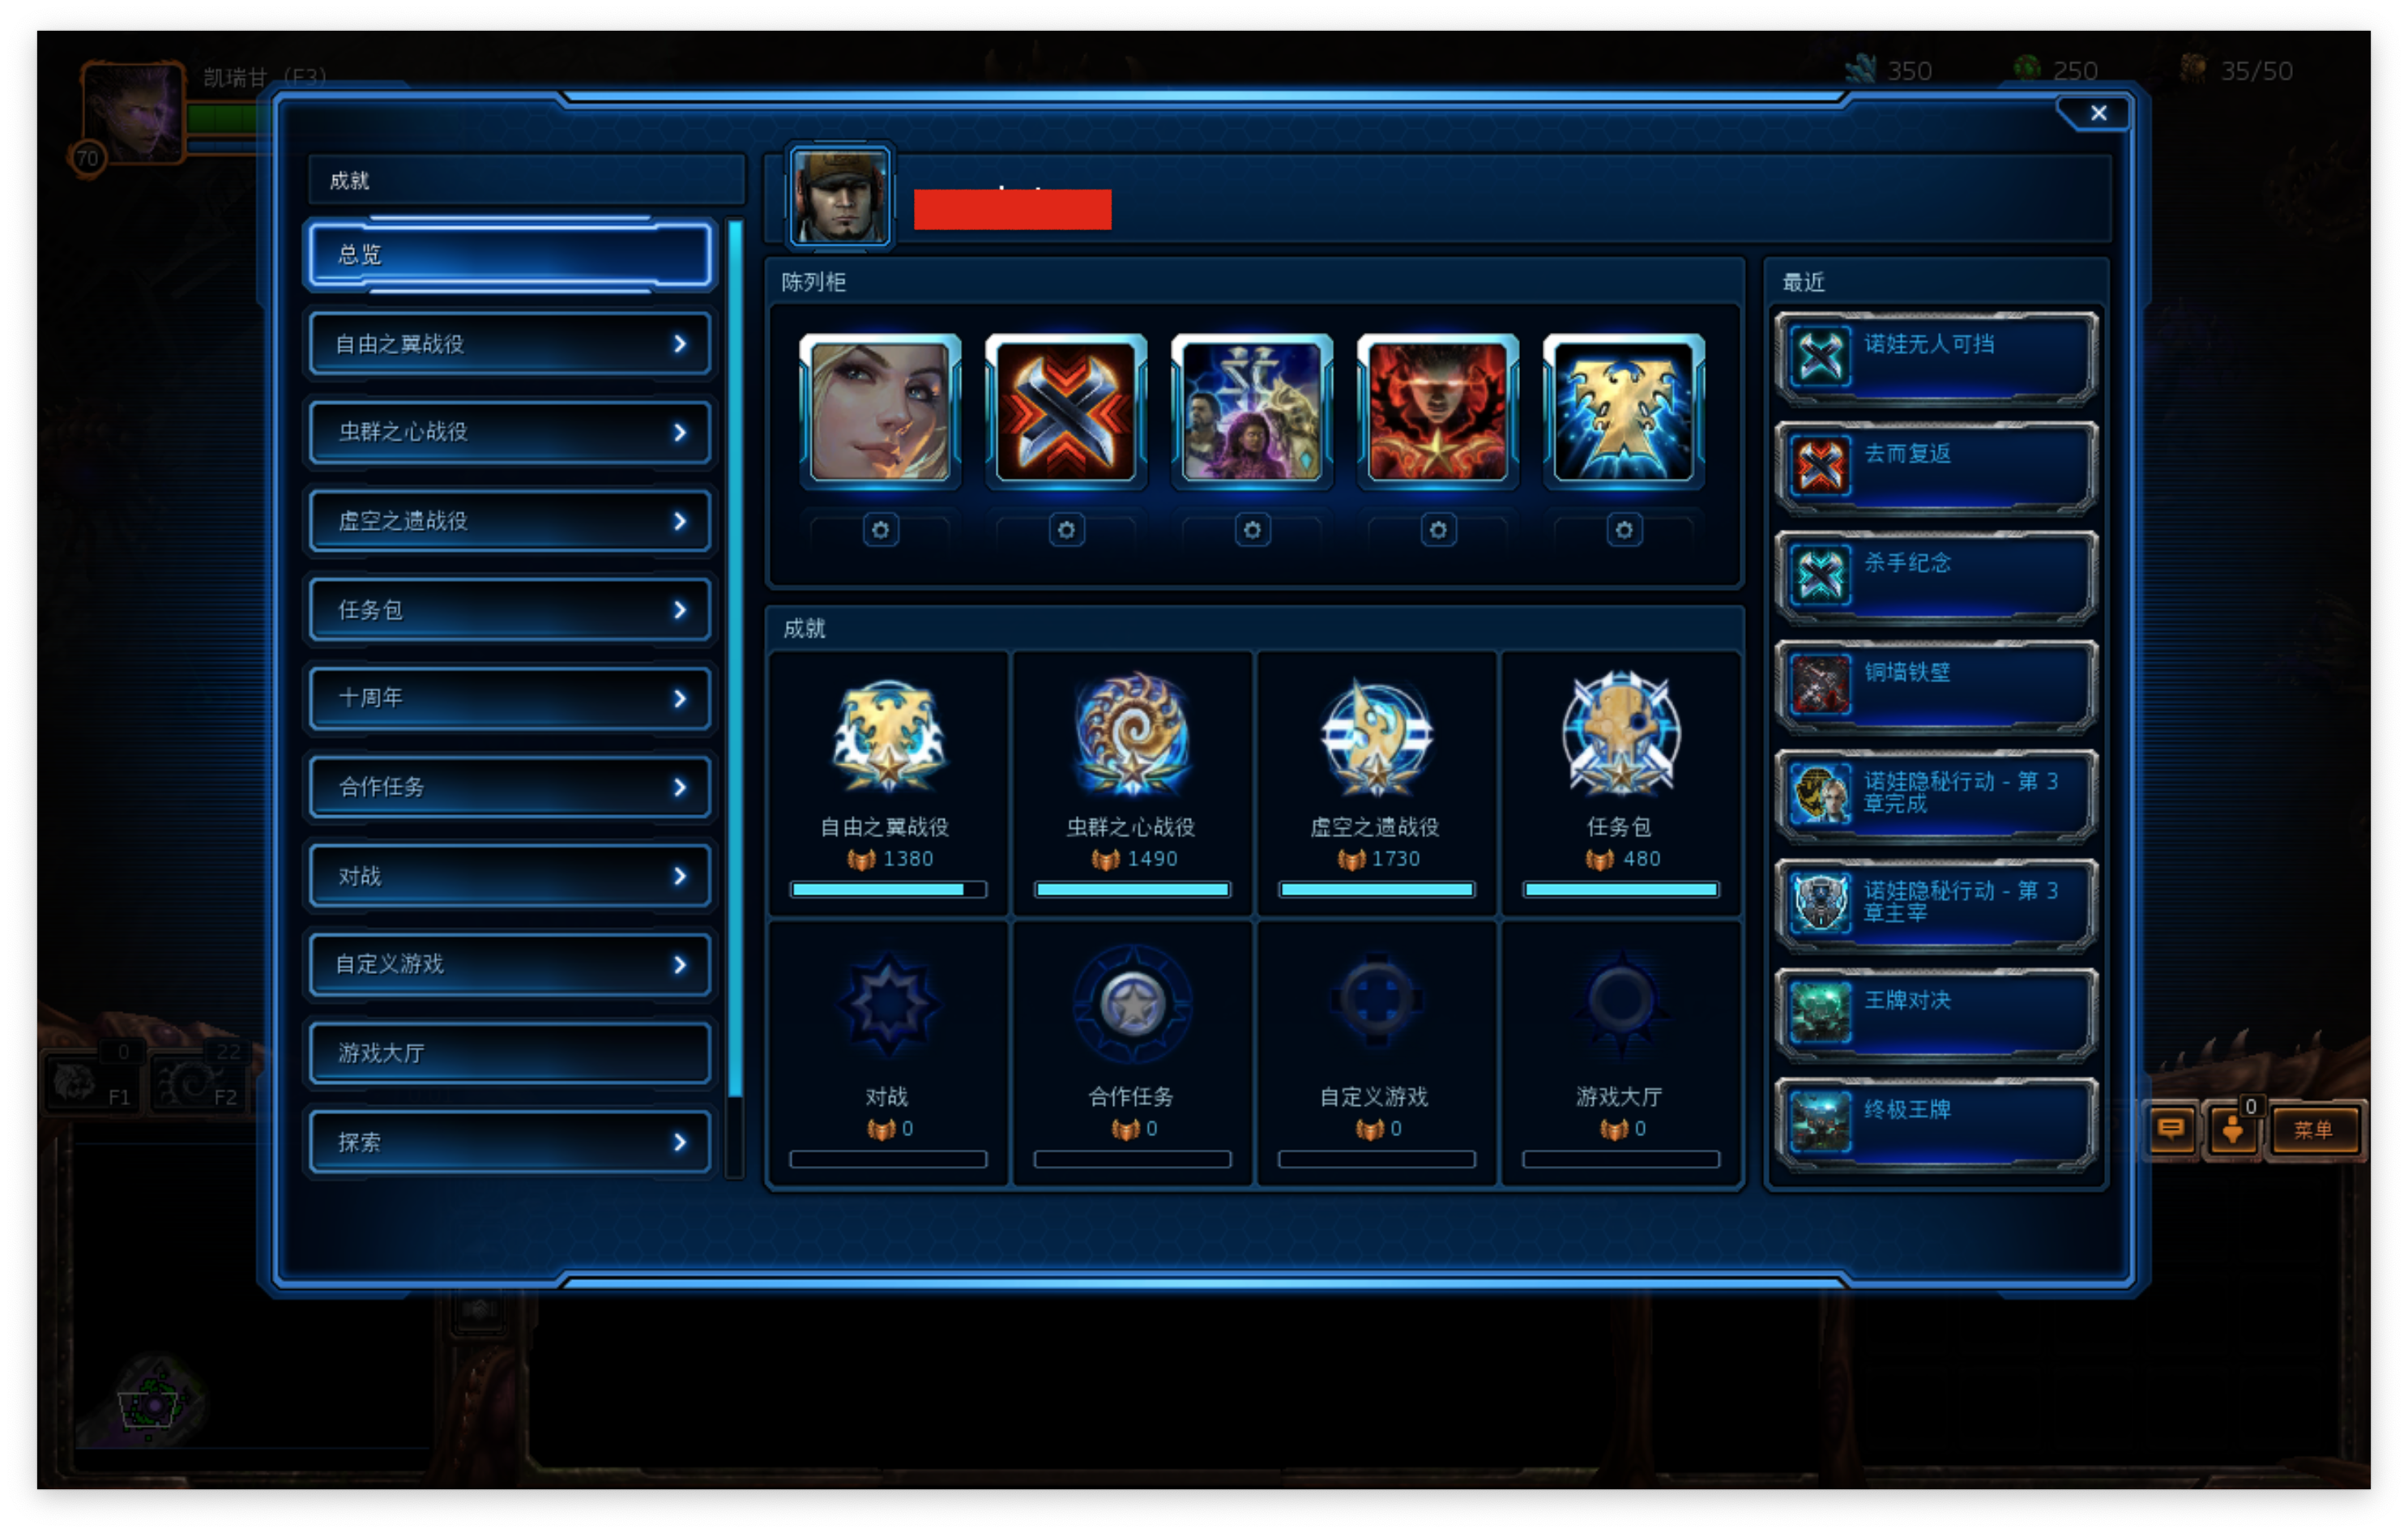 凯瑞甘 (F3)
70
350
250
35/50
成就
总览
自由之翼战役
虫群之心战役
虚空之遗战役
任务包
十周年
合作任务
对战
自定义游戏
游戏大厅
探索
陈列柜
成就
自由之翼战役
1380
虫群之心战役
1490
虚空之遗战役
1730
任务包
480
对战
0
合作任务
0
自定义游戏
0
游戏大厅
0
最近
诺娃无人可挡
去而复返
杀手纪念
铜墙铁壁
诺娃隐秘行动 - 第 3
章完成
诺娃隐秘行动 - 第 3
章主宰
王牌对决
终极王牌
0
F1
22
F2
0
菜单